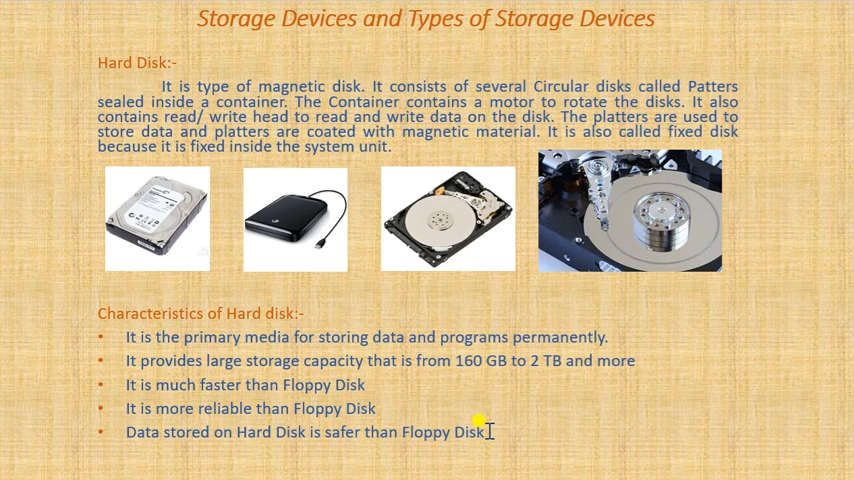 Storage Devices and Types of Storage Devices
Hard Disk:-
It is type of magnetic disk. It consists of several Circular disks called Patters
sealed inside a container. The Container contains a motor to rotate the disks. It also
contains read/ write head to read and write data on the disk. The platters are used to
store data and platters are coated with magnetic material. It is also called fixed disk
because it is fixed inside the system unit.
Characteristics of Hard disk:-
• It is the primary media for storing data and programs permanently.
• It provides large storage capacity that is from 160 GB to 2 TB and more
• It is much faster than Floppy Disk
• It is more reliable than Floppy Disk
• Data stored on Hard Disk is safer than Floppy Disk